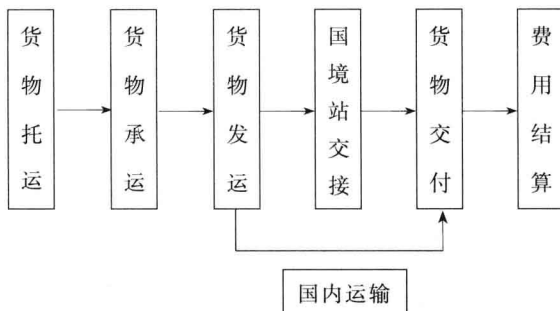 货物托运
货物承运
货物发运
国境站交接
货物交付
费用结算
国内运输